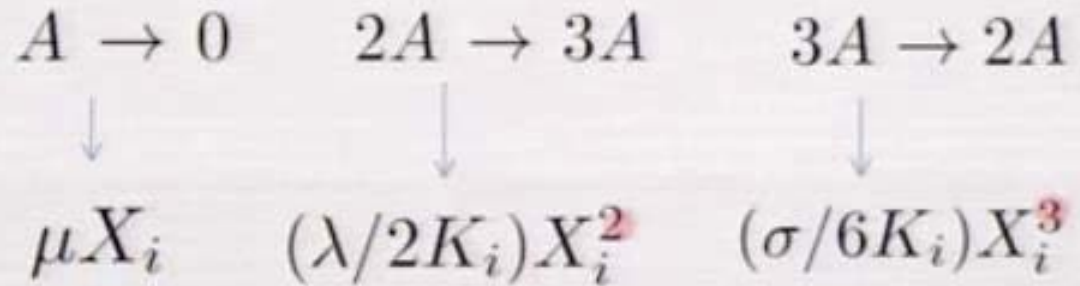 A → 0 2A → 3A 3A → 2A
μX_i (λ/2K_i)X_i^2 (σ/6K_i)X_i^3